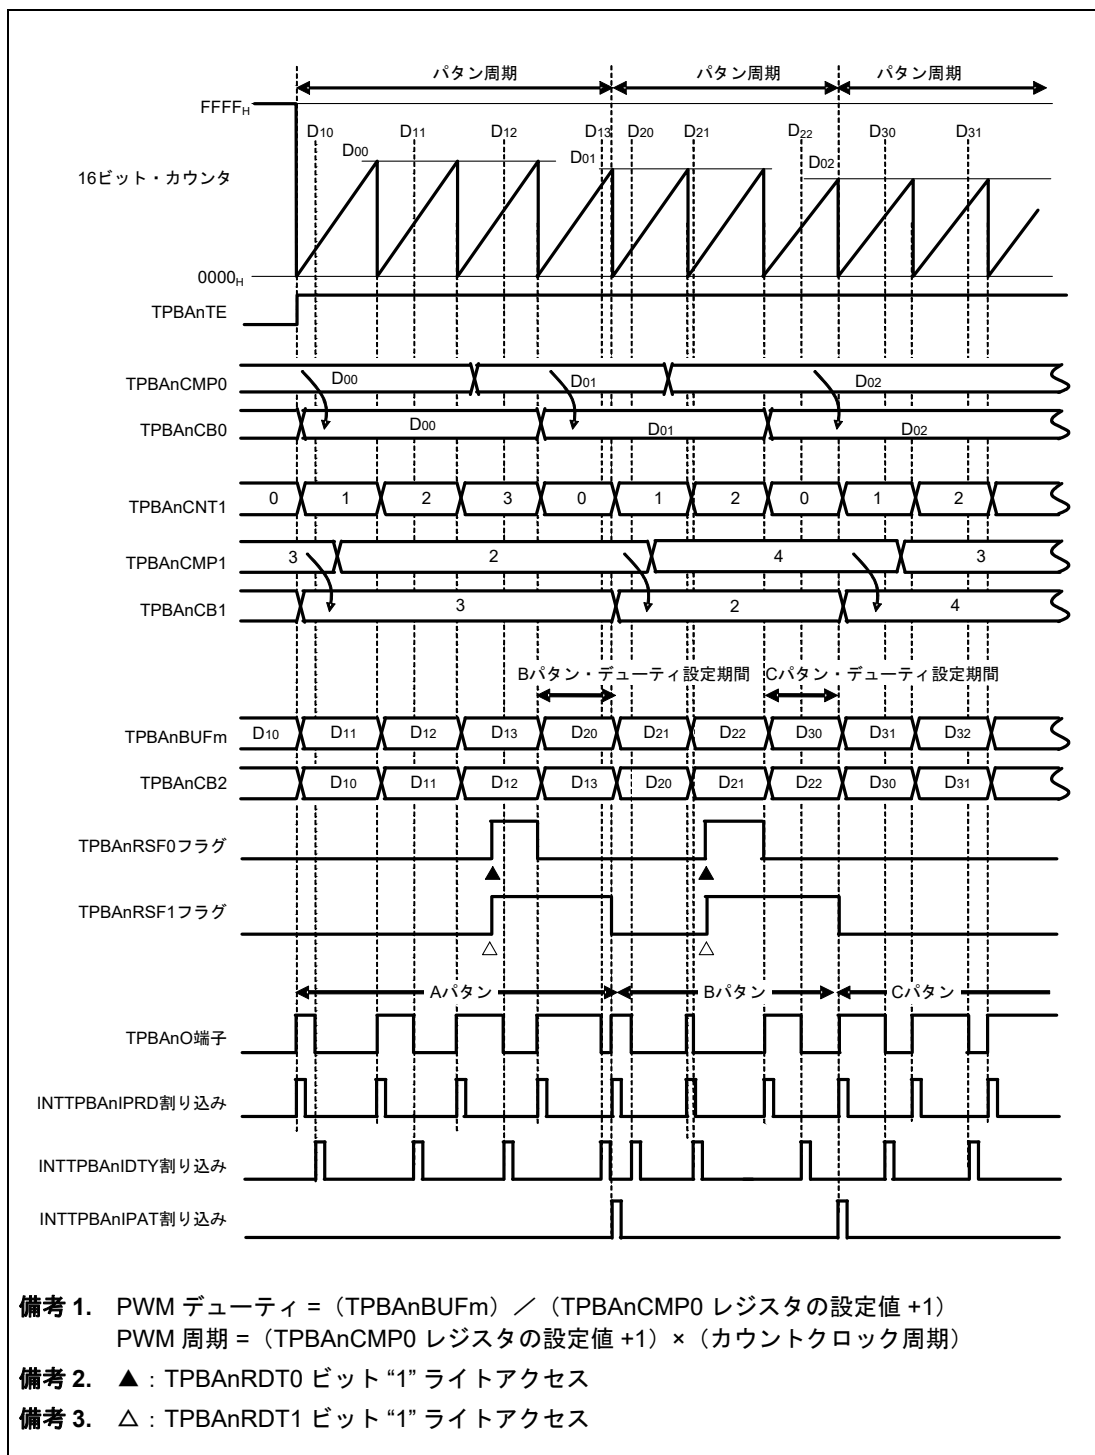 パタン周期 パタン周期 パタン周期
FFFFH
D10 D11 D12 D13 D20 D21 D22 D30 D31
D00 D01 D02
16ビット・カウンタ
0000H
TPBAnTE
TPBAnCMP0 D00 D01 D02
TPBAnCB0 D00 D01 D02
TPBAnCNT1 0 1 2 3 0 1 2 0 1 2
TPBAnCMP1 3 2 4 3
TPBAnCB1 3 2 4
Bパタン・デューティ設定期間 Cパタン・デューティ設定期間
TPBAnBUFm D10 D11 D12 D13 D20 D21 D22 D30 D31 D32
TPBAnCB2 D10 D11 D12 D13 D20 D21 D22 D30 D31
TPBAnRSF0フラグ
TPBAnRSF1フラグ
Aパタン Bパタン Cパタン
TPBAnO端子
INTTPBAnIPRD割り込み
INTTPBAnIDTY割り込み
INTTPBAnIPAT割り込み
備考 1. PWM デューティ =（TPBAnBUFm）／（TPBAnCMP0 レジスタの設定値 +1）
PWM 周期 =（TPBAnCMP0 レジスタの設定値 +1）×（カウントクロック周期）
備考 2. ▲：TPBAnRDT0 ビット “1” ライトアクセス
備考 3. △：TPBAnRDT1 ビット “1” ライトアクセス